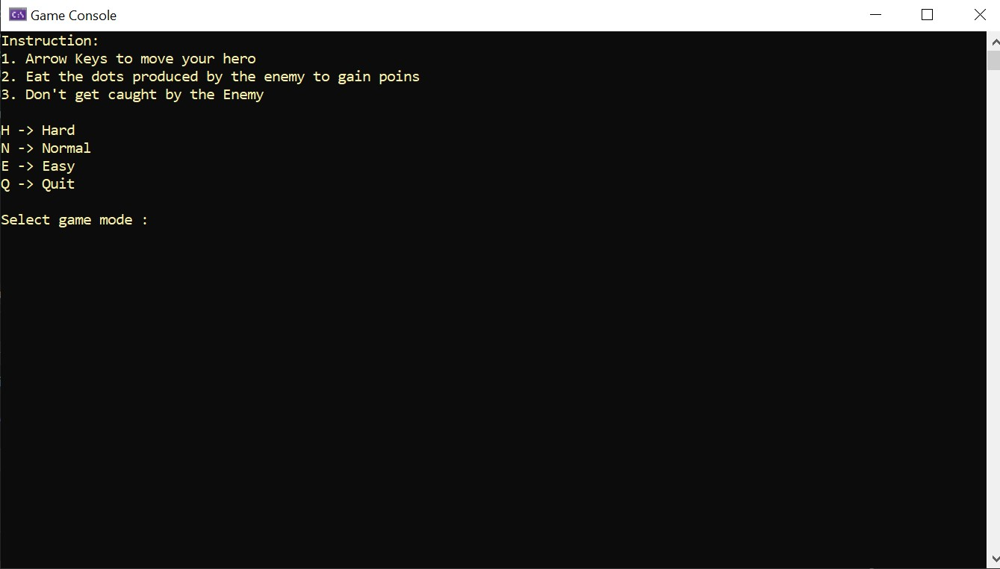 Game Console
Instruction:
1. Arrow Keys to move your hero
2. Eat the dots produced by the enemy to gain poins
3. Don't get caught by the Enemy
H -> Hard
N -> Normal
E -> Easy
Q -> Quit
Select game mode :